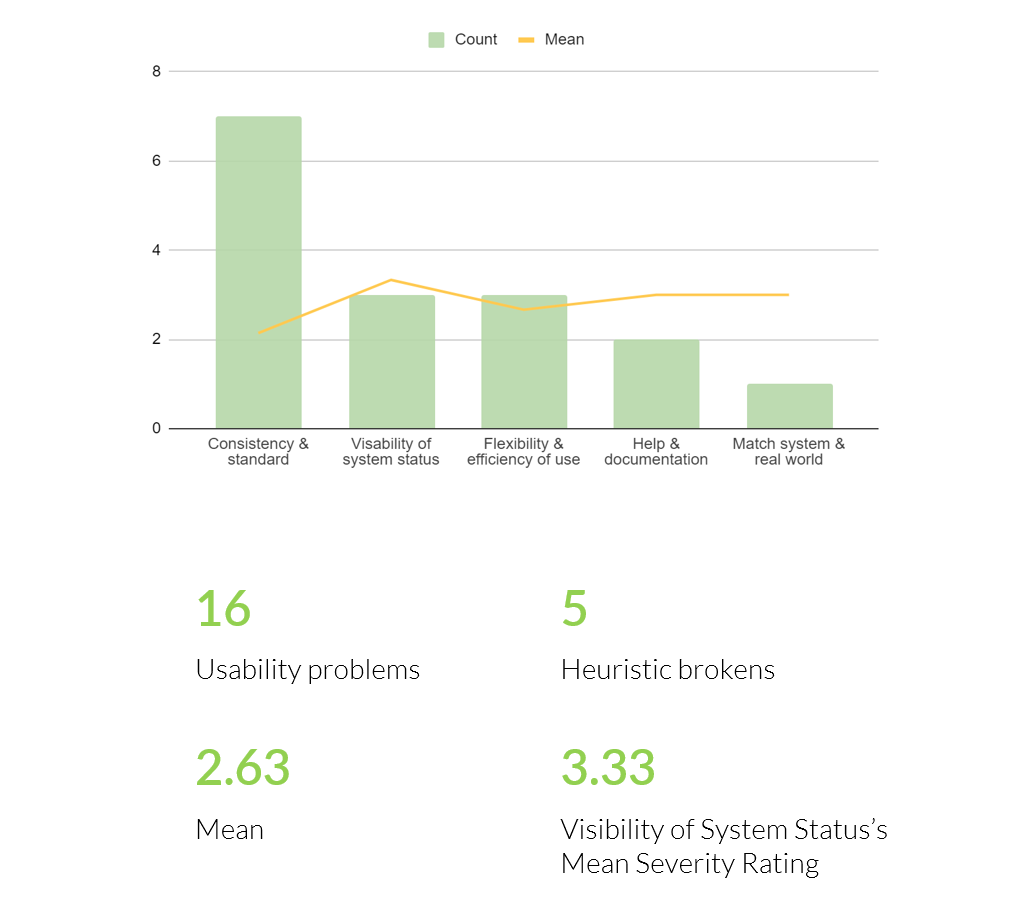 Count Mean
8
6
4
2
0
Consistency & standard
Visability of system status
Flexibility & efficiency of use
Help & documentation
Match system & real world
16
Usability problems
5
Heuristic brokens
2.63
Mean
3.33
Visibility of System Status’s
Mean Severity Rating